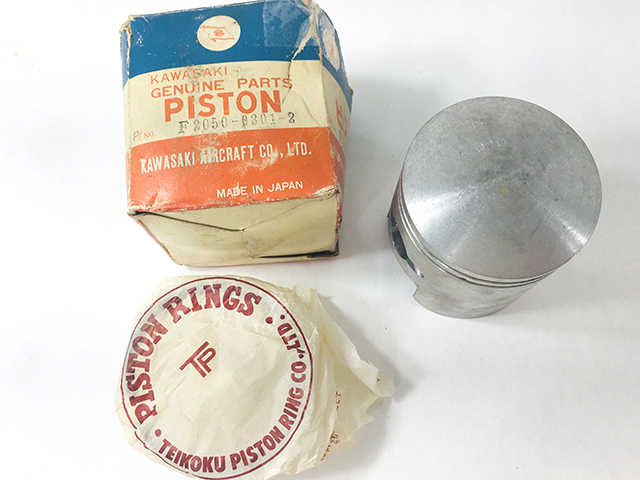 KAWASAKI
GENUINE PARTS
PISTON
P/NO. F2050-0301-2
KAWASAKI AIRCRAFT CO., LTD.
MADE IN JAPAN
PISTON RINGS
TEIKOKU PISTON RING CO., LTD.
TP